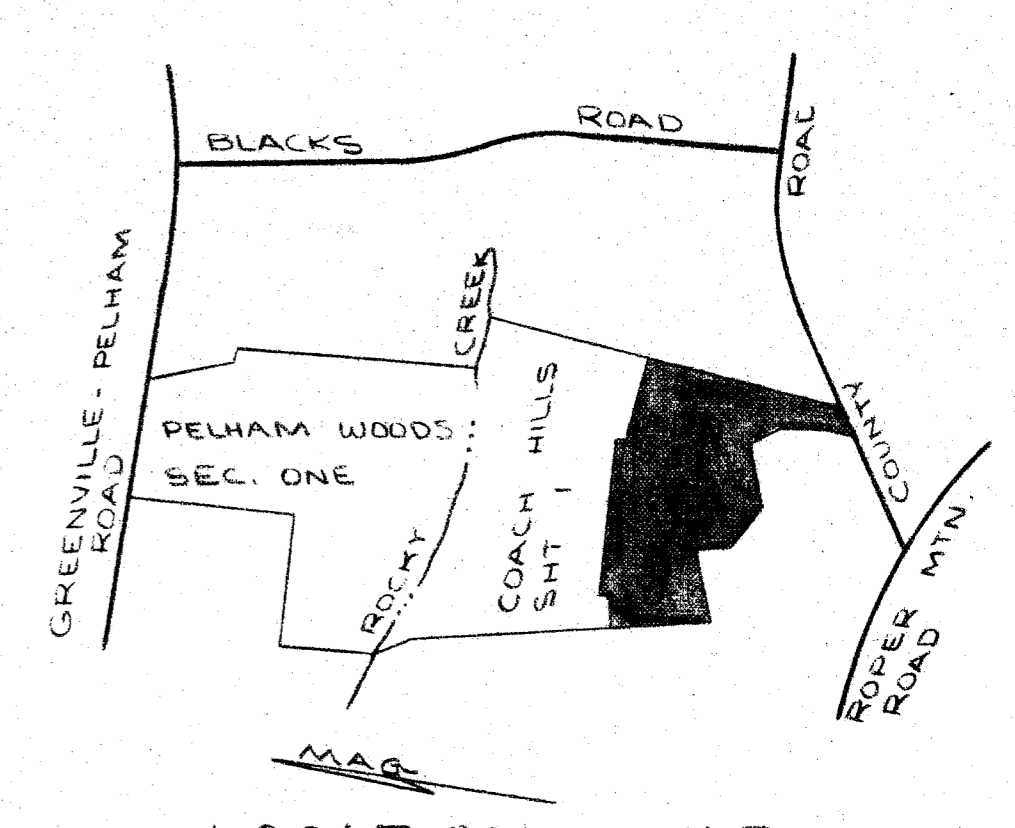 BLACKS ROAD
ROAD
GREENVILLE - PELHAM
ROAD
CREEK
PELHAM WOODS
SEC. ONE
COACH HILLS
SHT 1
COUNTY
ROCKY
ROPER MTN.
ROAD
MAG